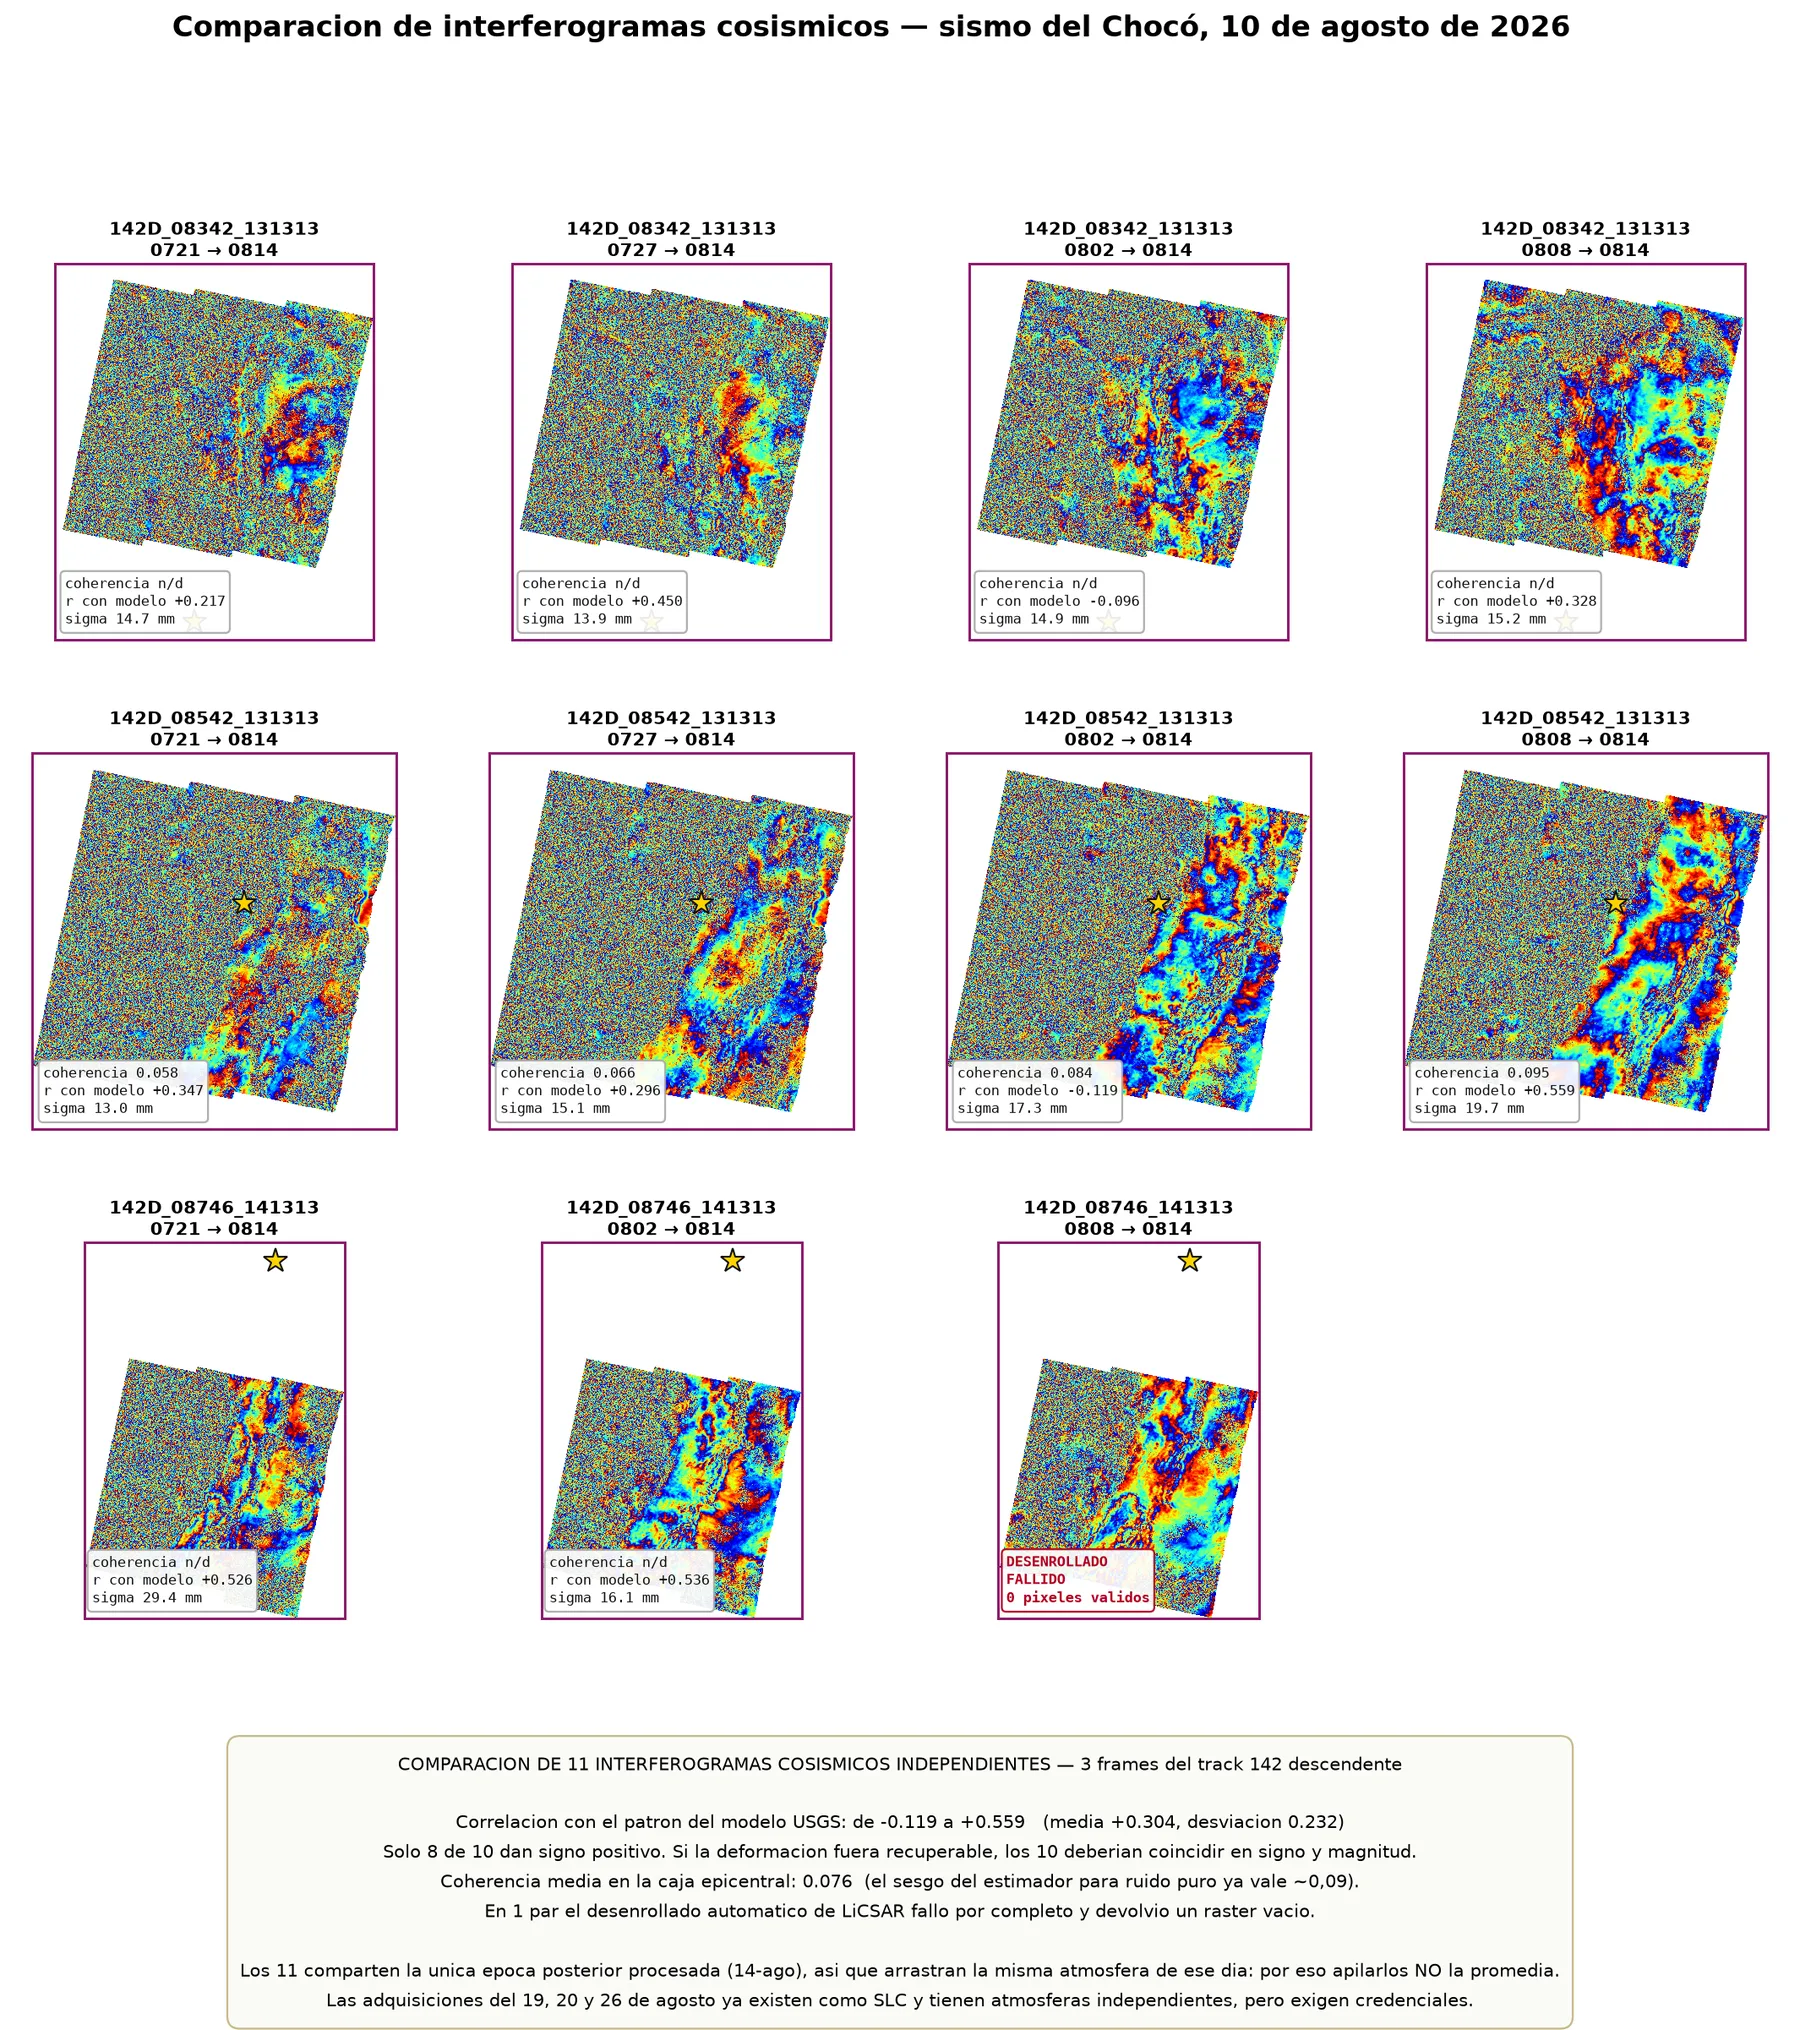 Comparacion de interferogramas cosismicos — sismo del Chocó, 10 de agosto de 2026
142D_08342_131313
0721 → 0814
coherencia n/d
r con modelo +0.217
sigma 14.7 mm
142D_08342_131313
0727 → 0814
coherencia n/d
r con modelo +0.450
sigma 13.9 mm
142D_08342_131313
0802 → 0814
coherencia n/d
r con modelo -0.096
sigma 14.9 mm
142D_08342_131313
0808 → 0814
coherencia n/d
r con modelo +0.328
sigma 15.2 mm
142D_08542_131313
0721 → 0814
coherencia 0.058
r con modelo +0.347
sigma 13.0 mm
142D_08542_131313
0727 → 0814
coherencia 0.066
r con modelo +0.296
sigma 15.1 mm
142D_08542_131313
0802 → 0814
coherencia 0.084
r con modelo -0.119
sigma 17.3 mm
142D_08542_131313
0808 → 0814
coherencia 0.095
r con modelo +0.559
sigma 19.7 mm
142D_08746_141313
0721 → 0814
coherencia n/d
r con modelo +0.526
sigma 29.4 mm
142D_08746_141313
0802 → 0814
coherencia n/d
r con modelo +0.536
sigma 16.1 mm
142D_08746_141313
0808 → 0814
DESENROLLADO
FALLIDO
0 pixeles validos
COMPARACION DE 11 INTERFEROGRAMAS COSISMICOS INDEPENDIENTES — 3 frames del track 142 descendente
Correlacion con el patron del modelo USGS: de -0.119 a +0.559 (media +0.304, desviacion 0.232)
Solo 8 de 10 dan signo positivo. Si la deformacion fuera recuperable, los 10 deberian coincidir en signo y magnitud.
Coherencia media en la caja epicentral: 0.076 (el sesgo del estimador para ruido puro ya vale ~0,09).
En 1 par el desenrollado automatico de LiCSAR fallo por completo y devolvio un raster vacio.
Los 11 comparten la unica epoca posterior procesada (14-ago), asi que arrastran la misma atmosfera de ese dia: por eso apilarlos NO la promedia.
Las adquisiciones del 19, 20 y 26 de agosto ya existen como SLC y tienen atmosferas independientes, pero exigen credenciales.